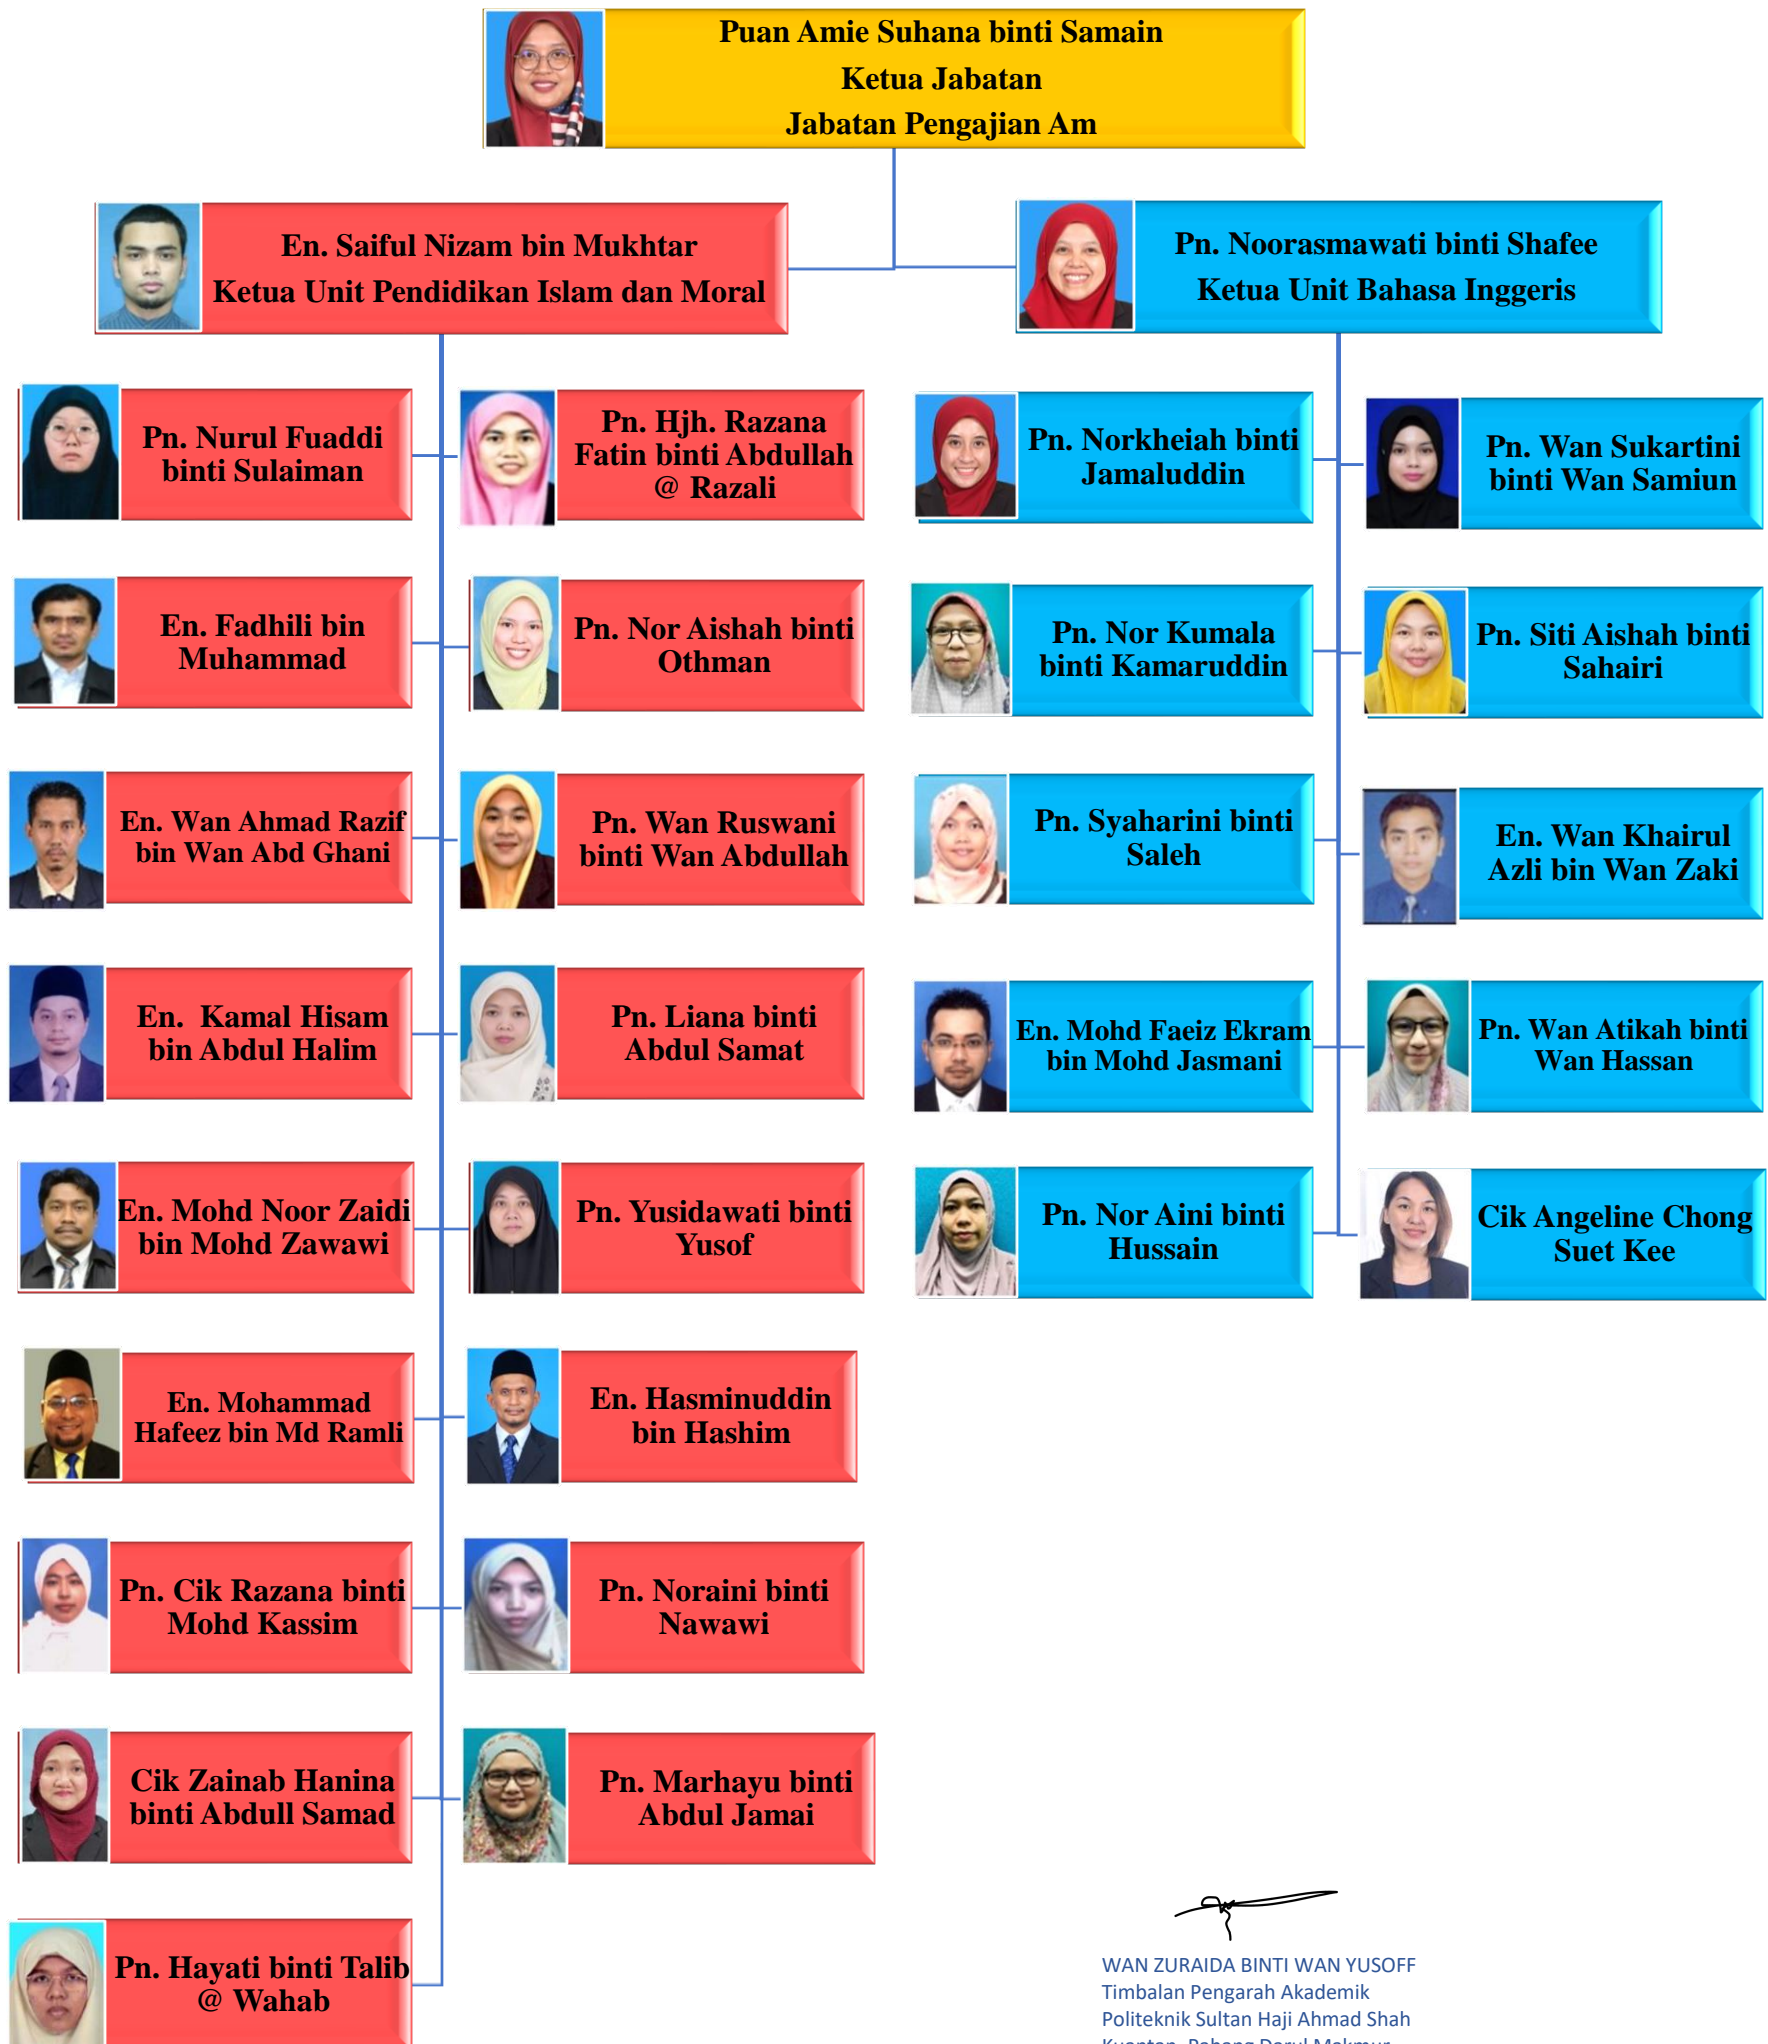 Puan Amie Suhana binti Samain
Ketua Jabatan
Jabatan Pengajian Am
En. Saiful Nizam bin Mukhtar
Ketua Unit Pendidikan Islam dan Moral
Pn. Noorasmawati binti Shafee
Ketua Unit Bahasa Inggeris
Pn. Nurul Fuaddi
binti Sulaiman
Pn. Hjh. Razana
Fatin binti Abdullah
@ Razali
Pn. Norkheiah binti
Jamaluddin
Pn. Wan Sukartini
binti Wan Samiun
En. Fadhili bin
Muhammad
Pn. Nor Aishah binti
Othman
Pn. Nor Kumala
binti Kamaruddin
Pn. Siti Aishah binti
Sahairi
En. Wan Ahmad Razif
bin Wan Abd Ghani
Pn. Wan Ruswani
binti Wan Abdullah
Pn. Syaharini binti
Saleh
En. Wan Khairul
Azli bin Wan Zaki
En. Kamal Hisam
bin Abdul Halim
Pn. Liana binti
Abdul Samat
En. Mohd Faeiz Ekram
bin Mohd Jasmani
Pn. Wan Atikah binti
Wan Hassan
En. Mohd Noor Zaidi
bin Mohd Zawawi
Pn. Yusidawati binti
Yusof
Pn. Nor Aini binti
Hussain
Cik Angeline Chong
Suet Kee
En. Mohammad
Hafeez bin Md Ramli
En. Hasminuddin
bin Hashim
Pn. Cik Razana binti
Mohd Kassim
Pn. Noraini binti
Nawawi
Cik Zainab Hanina
binti Abdull Samad
Pn. Marhayu binti
Abdul Jamai
Pn. Hayati binti Talib
@ Wahab
WAN ZURAIDA BINTI WAN YUSOFF
Timbalan Pengarah Akademik
Politeknik Sultan Haji Ahmad Shah
Kuantan, Pahang Darul Makmur